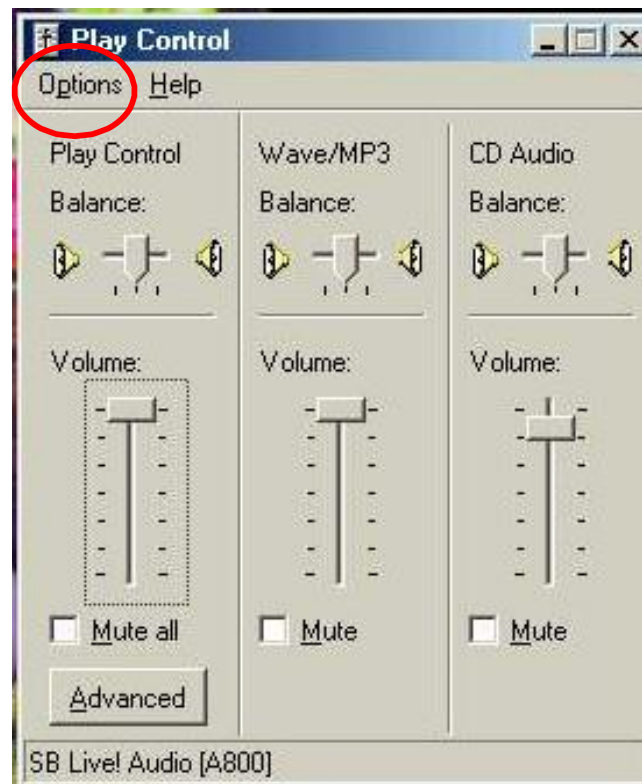 Play Control
Options Help
Play Control
Balance:
Volume:
Mute all
Advanced
Wave/MP3
Balance:
Volume:
Mute
CD Audio
Balance:
Volume:
Mute
SB Live! Audio [A800]